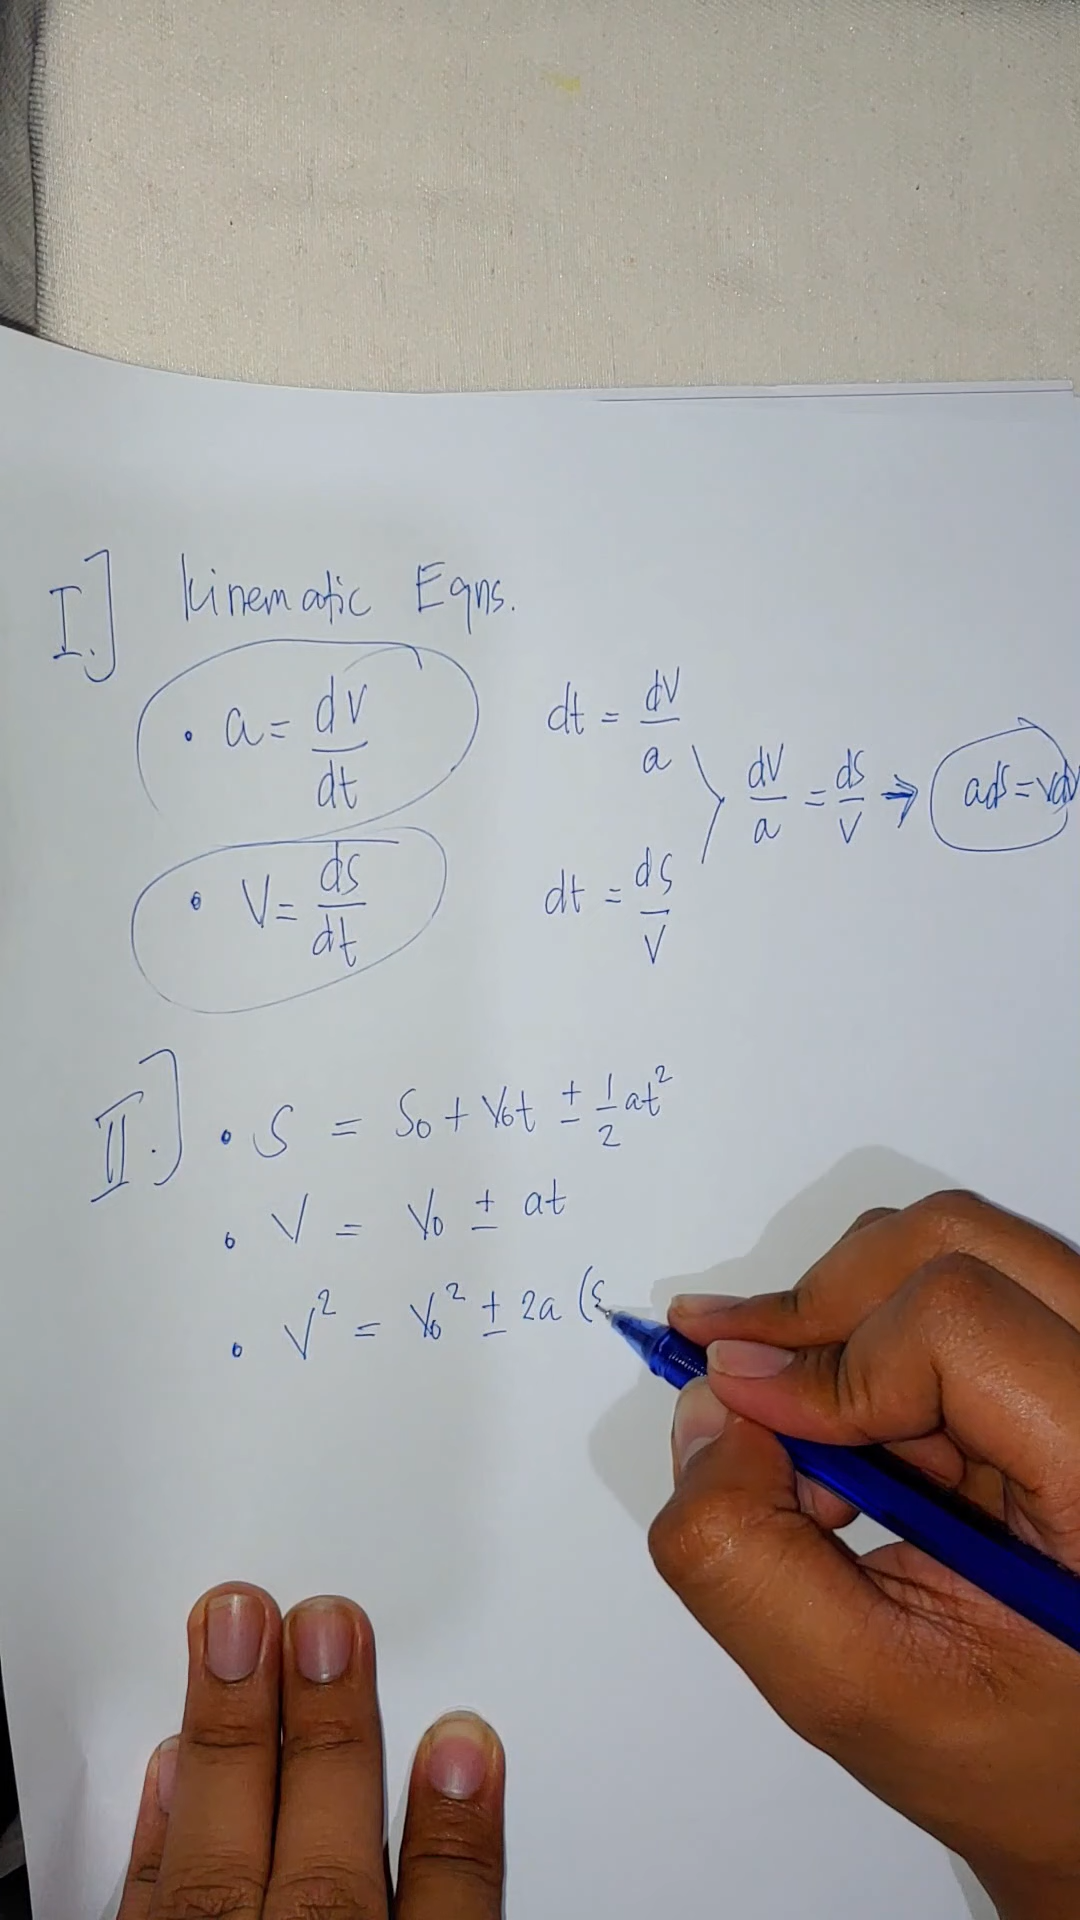 I.] Kinematic Eqns.
• a = dv/dt
dt = dv/a
dv/a = ds/v ⇒ ads = vdv
• V = ds/dt
dt = ds/v
II.] • S = S₀ + V₀t ± 1/2 at²
• V = V₀ ± at
• V² = V₀² ± 2a (s